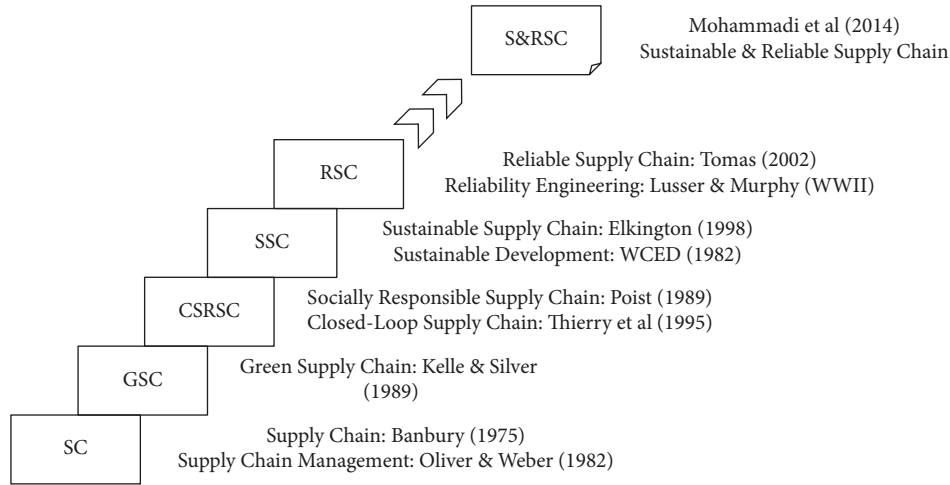 S&RSC
Mohammadi et al (2014)
Sustainable & Reliable Supply Chain
RSC
Reliable Supply Chain: Tomas (2002)
Reliability Engineering: Lusser & Murphy (WWII)
SSC
Sustainable Supply Chain: Elkington (1998)
Sustainable Development: WCED (1982)
CSRSC
Socially Responsible Supply Chain: Poist (1989)
Closed-Loop Supply Chain: Thierry et al (1995)
GSC
Green Supply Chain: Kelle & Silver
(1989)
SC
Supply Chain: Banbury (1975)
Supply Chain Management: Oliver & Weber (1982)